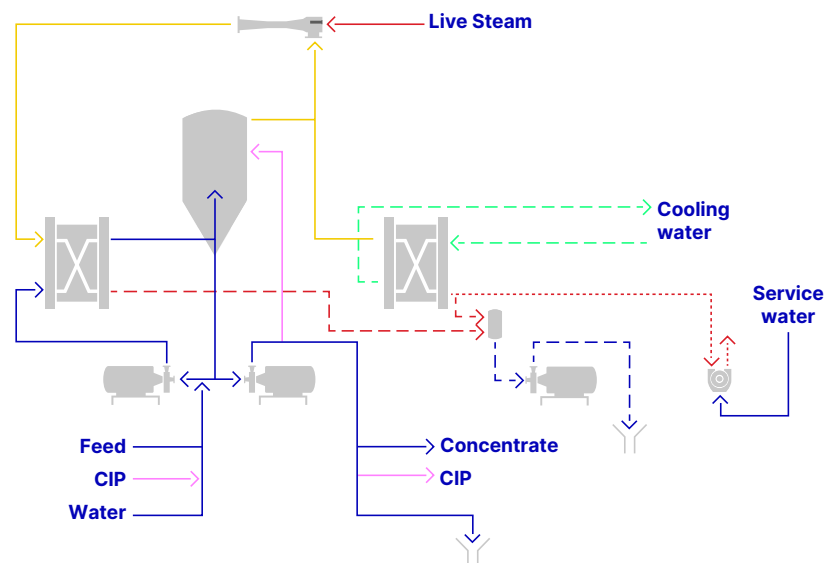 Live Steam
Cooling
water
Service
water
Feed
Concentrate
CIP
CIP
Water